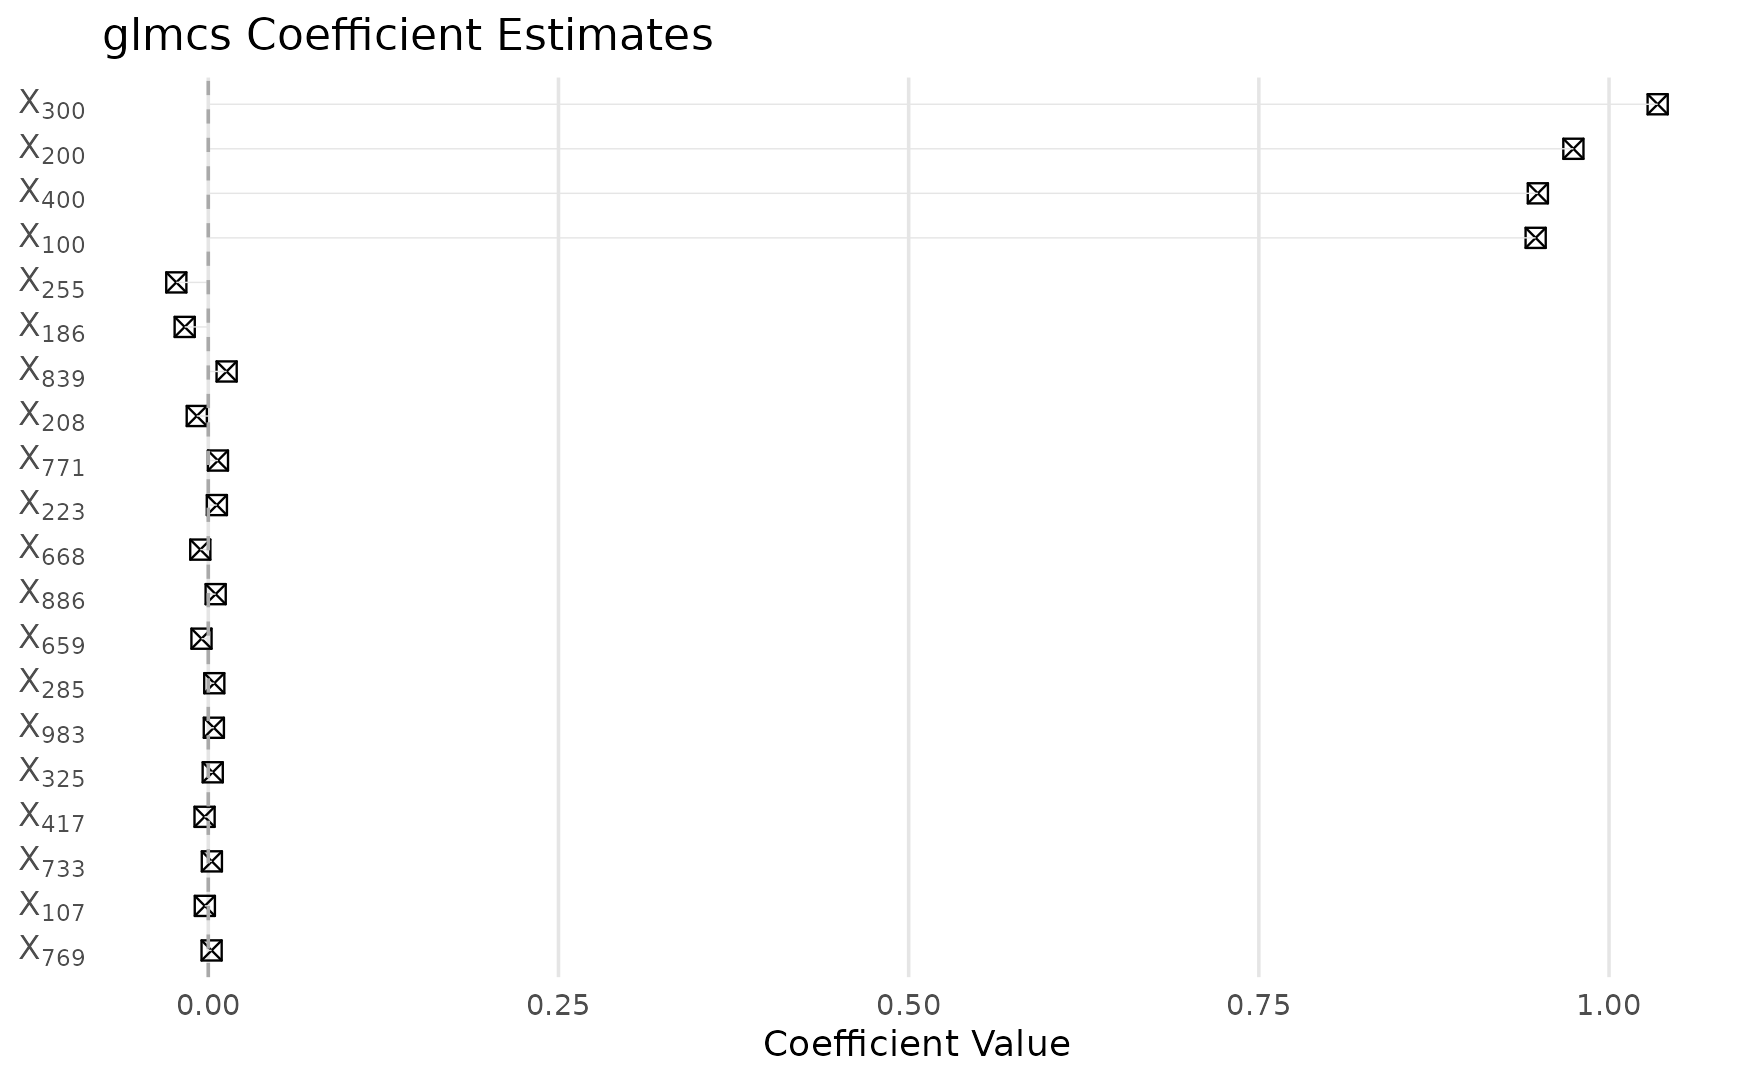 glmcs Coefficient Estimates
X300
X200
X400
X100
X255
X186
X839
X208
X771
X223
X668
X886
X659
X285
X983
X325
X417
X733
X107
X769
0.00 0.25 0.50 0.75 1.00
Coefficient Value